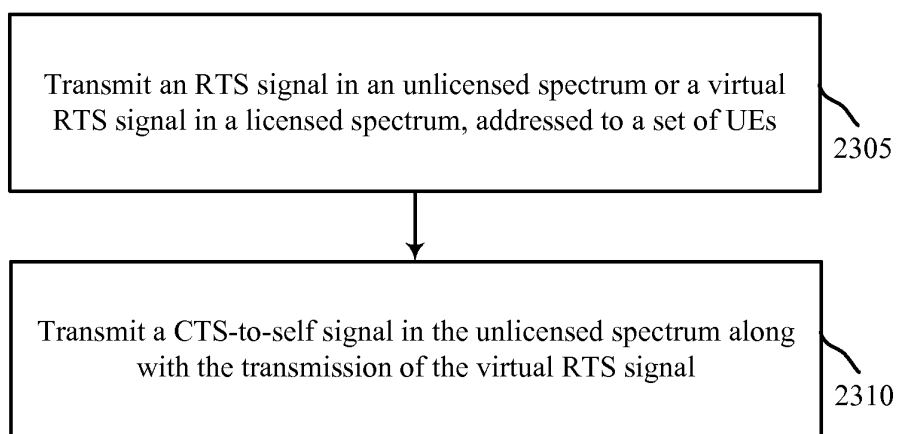 Transmit an RTS signal in an unlicensed spectrum or a virtual
RTS signal in a licensed spectrum, addressed to a set of UEs
2305
Transmit a CTS-to-self signal in the unlicensed spectrum along
with the transmission of the virtual RTS signal
2310